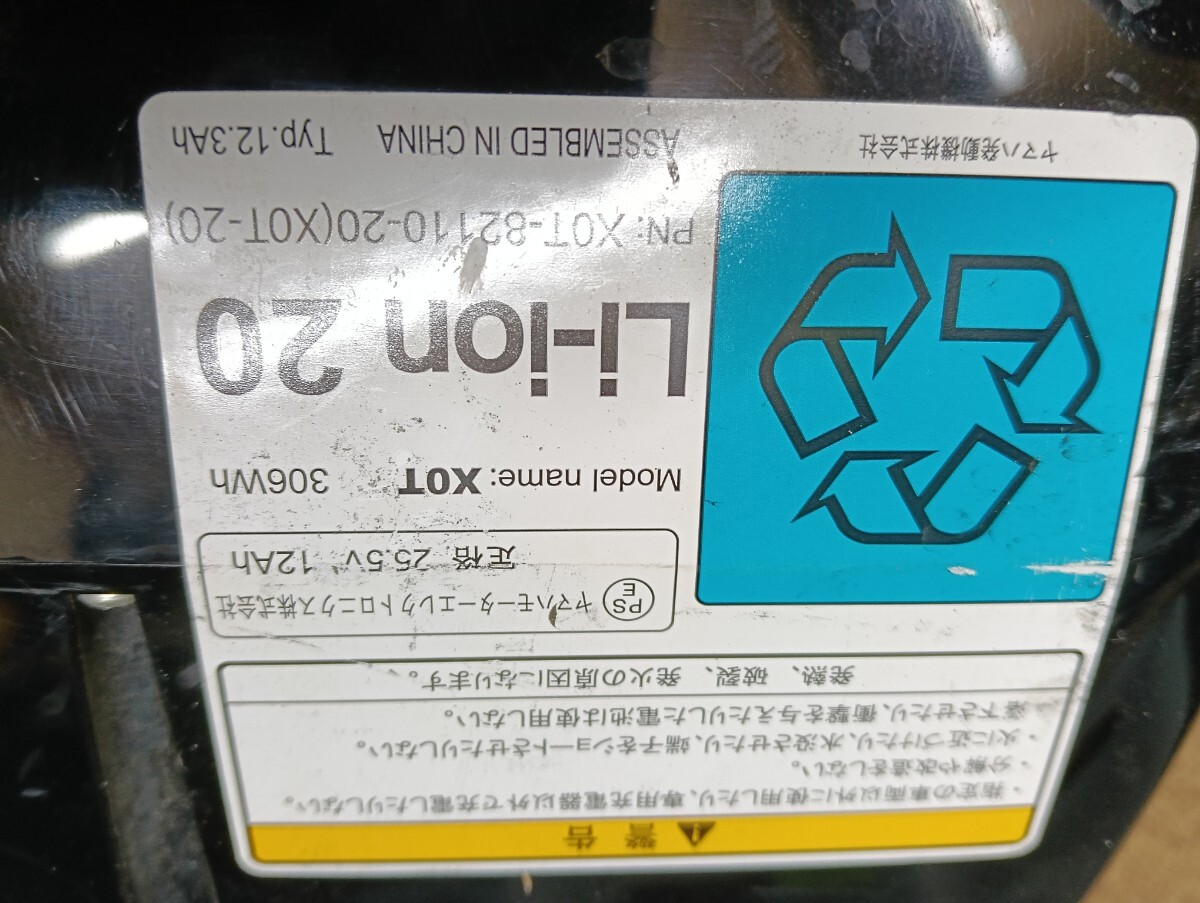 警告
・指定の車両以外に使用したり、専用充電器以外で充電したりしない。
・分解や改造をしない。
・火に近づけたり、水没させたり、端子をショートさせたりしない。
落下させたり、衝撃を与えたりした電池は使用しない。
発熱、破裂、発火の原因になります。
PSE ヤマハモーターエレクトロニクス株式会社
定格 25.5V、12Ah
Model name: X0T 306Wh
Li-ion 20
PN: X0T-82110-20(X0T-20)
ASSEMBLED IN CHINA Typ.12.3Ah
ヤマハ発動機株式会社